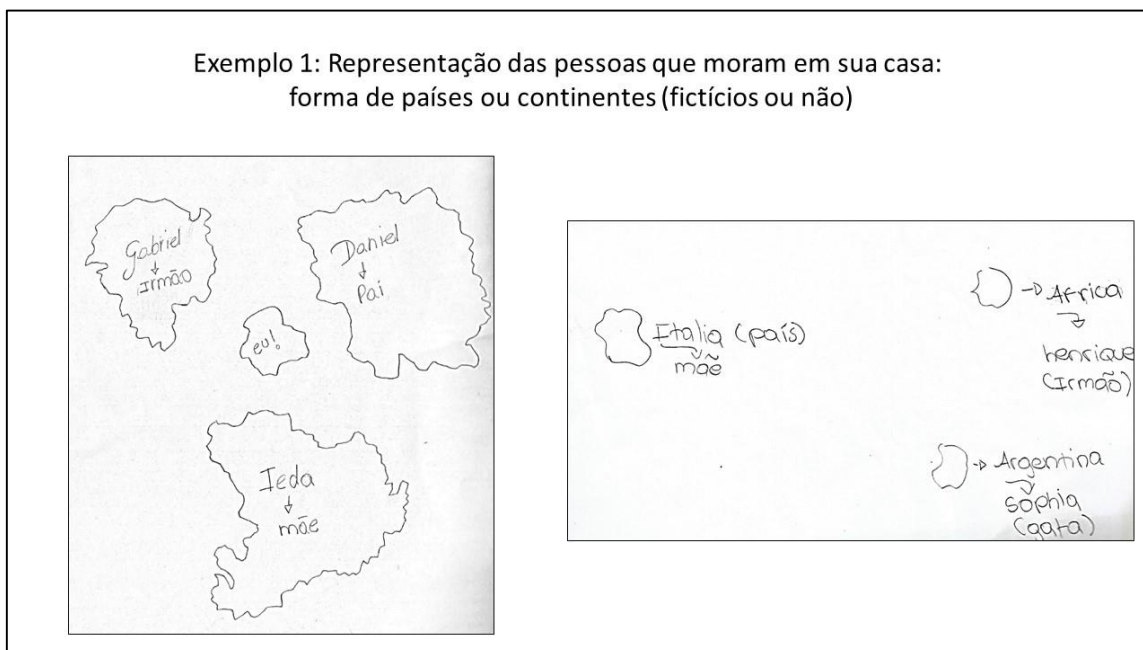 Exemplo 1: Representação das pessoas que moram em sua casa:
forma de países ou continentes (fictícios ou não)
Gabriel
↓
Irmão
Daniel
↓
Pai
eu!
Ieda
↓
mãe
Italia (país)
mãe
→ Africa
henrique
(Irmão)
→ Argentina
Sophia
(gata)